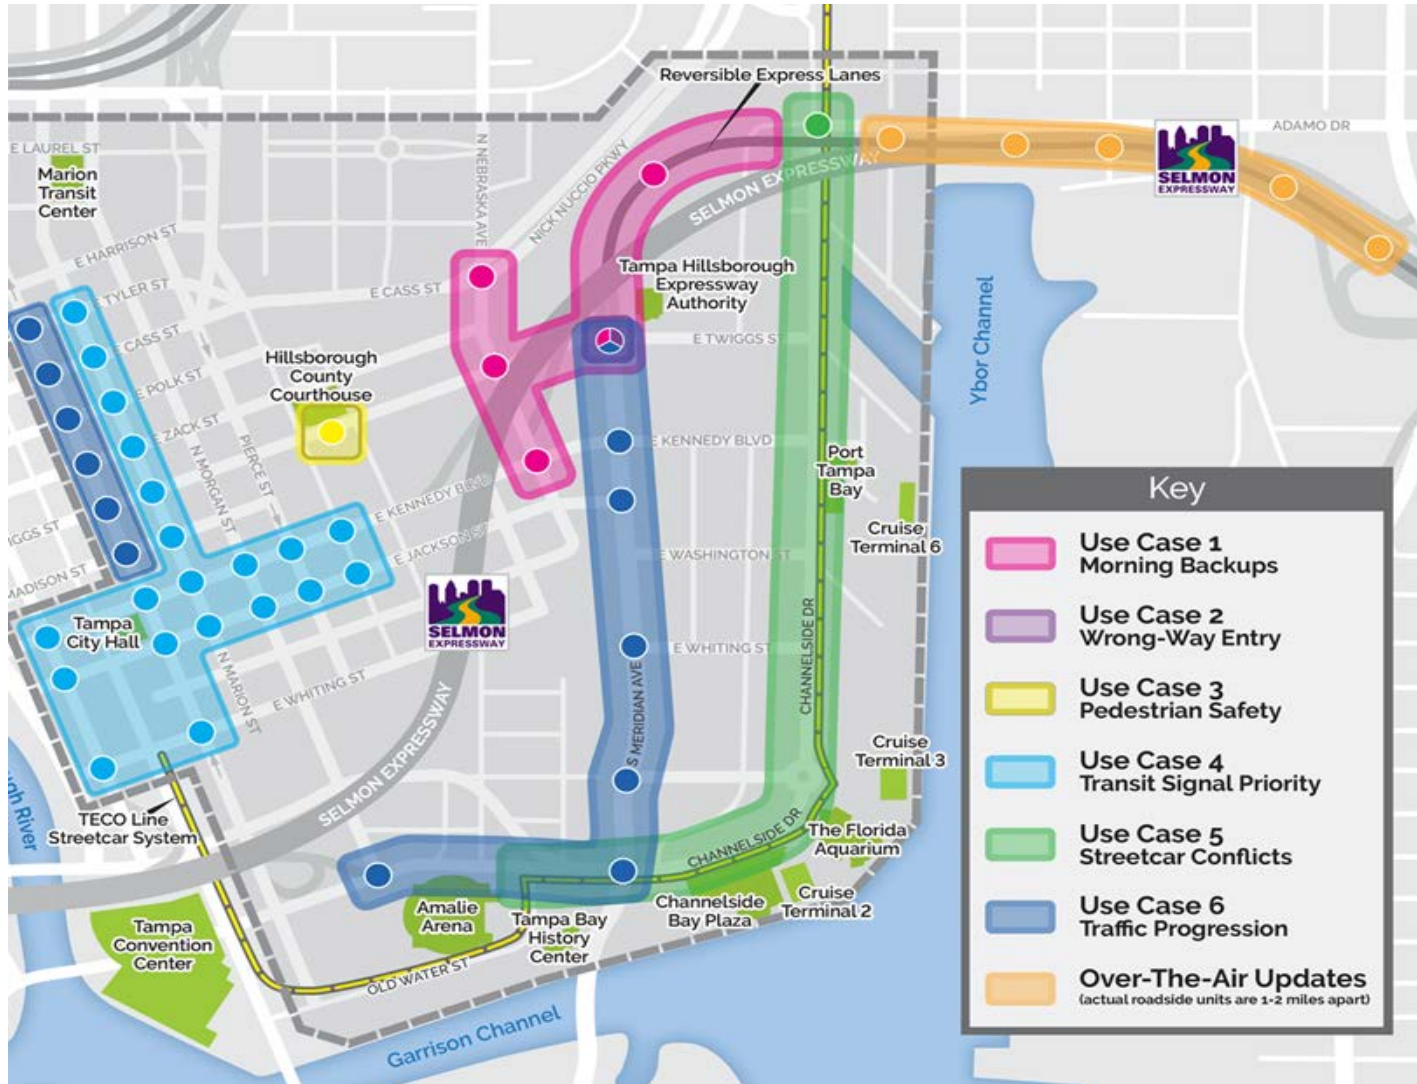 Reversible Express Lanes
ADAMO DR
E LAUREL ST
Marion
Transit
Center
N NEBRASKA AVE
NICK NUCCIO PKWY
SELMON EXPRESSWAY
SELMON
EXPRESSWAY
E HARRISON ST
E TYLER ST
E CASS ST
E CASS ST
Tampa Hillsborough
Expressway
Authority
E TWIGGS ST
Ybor Channel
Hillsborough
County
Courthouse
E POLK ST
E ZACK ST
N MORGAN ST
PIERCE ST
E KENNEDY BLVD
E KENNEDY BLVD
E JACKSON ST
Port
Tampa
Bay
Cruise
Terminal 6
IGGS ST
MADISON ST
E WASHINGTON ST
Tampa
City Hall
SELMON
EXPRESSWAY
N MARION ST
E WHITING ST
E WHITING ST
S MERIDIAN AVE
CHANNELSIDE DR
SELMON EXPRESSWAY
Cruise
Terminal 3
gh River
TECO Line
Streetcar System
CHANNELSIDE DR
The Florida
Aquarium
Cruise
Terminal 2
Channelside
Bay Plaza
Amalie
Arena
Tampa Bay
History
Center
Tampa
Convention
Center
OLD WATER ST
Garrison Channel
Key
Use Case 1
Morning Backups
Use Case 2
Wrong-Way Entry
Use Case 3
Pedestrian Safety
Use Case 4
Transit Signal Priority
Use Case 5
Streetcar Conflicts
Use Case 6
Traffic Progression
Over-The-Air Updates
(actual roadside units are 1-2 miles apart)